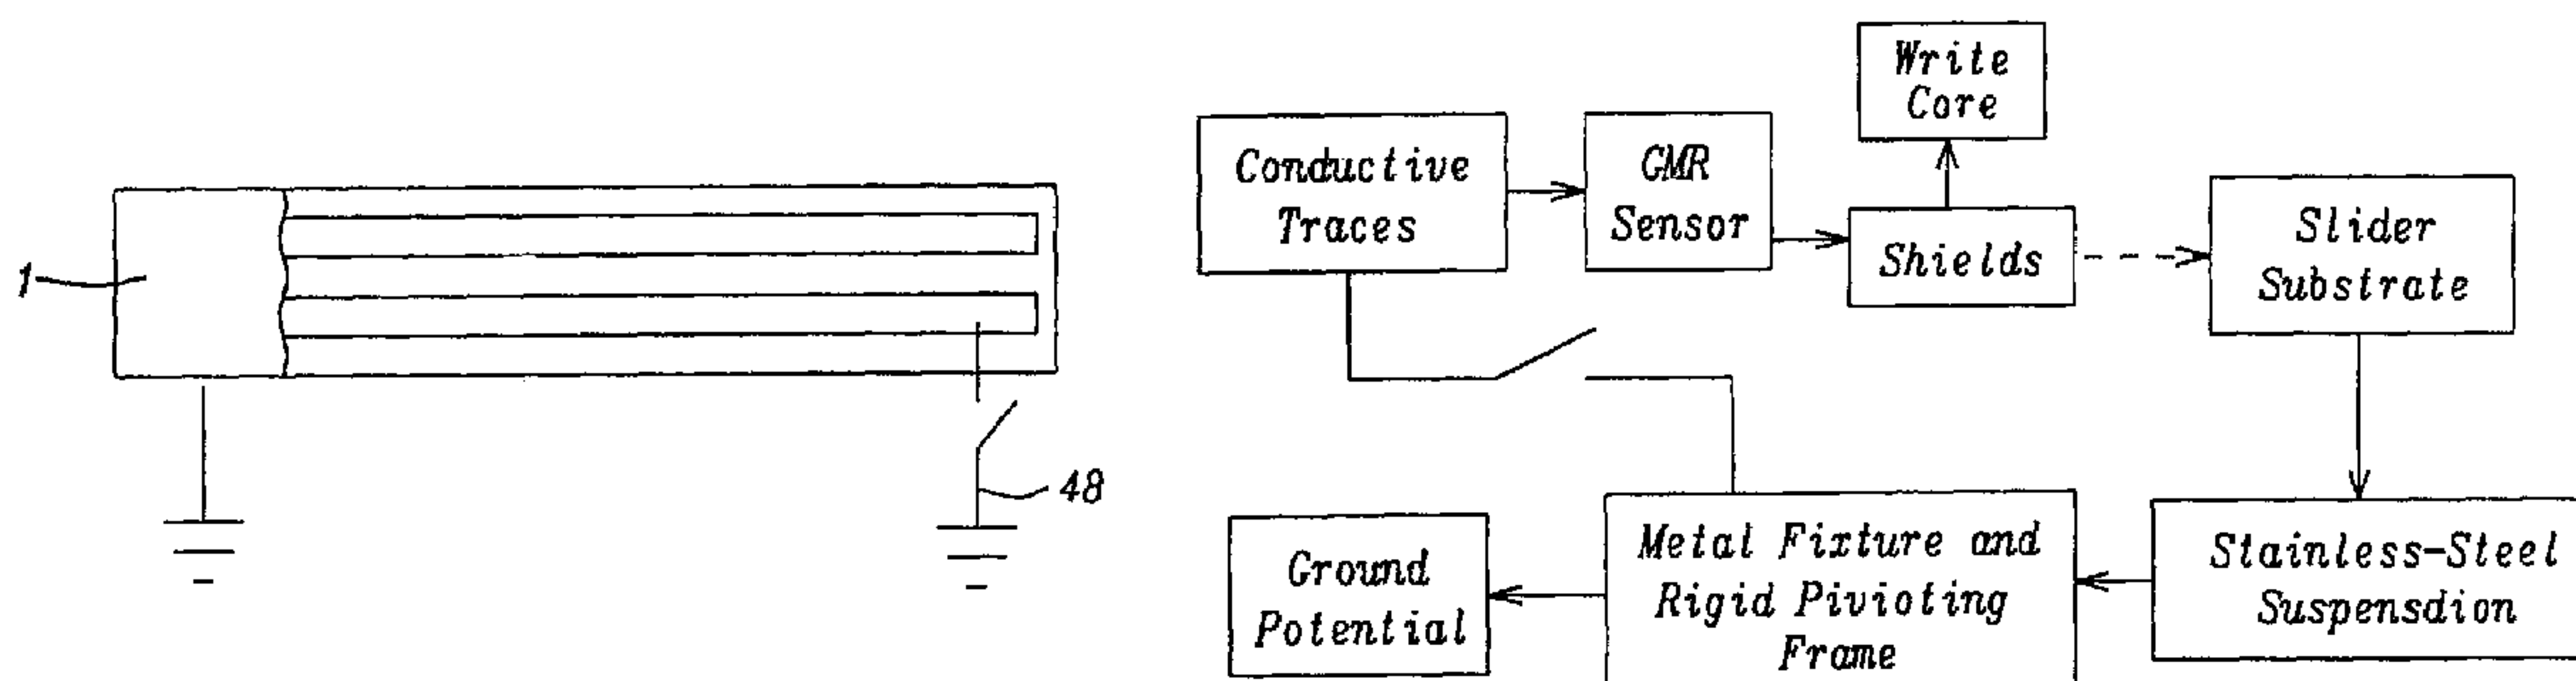 1
48
Conductive
Traces
GMR
Sensor
Write
Core
Shields
Slider
Substrate
Stainless-Steel
Suspensdion
Metal Fixture and
Rigid Pivioting
Frame
Ground
Potential